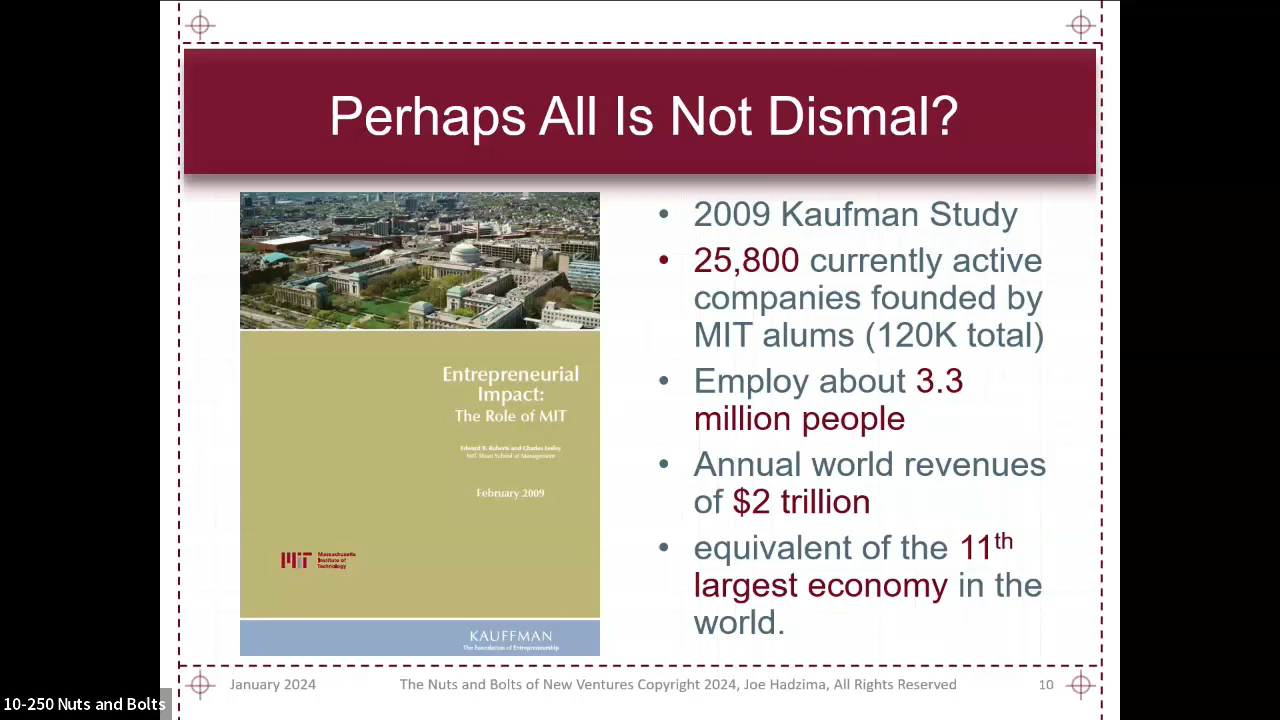 Perhaps All Is Not Dismal?
Entrepreneurial
Impact:
The Role of MIT
Edward B. Roberts and Charles Eesley
MIT Sloan School of Management
February 2009
MIT
Massachusetts
Institute of
Technology
KAUFFMAN
The Foundation of Entrepreneurship
• 2009 Kaufman Study
• 25,800 currently active
companies founded by
MIT alums (120K total)
• Employ about 3.3
million people
• Annual world revenues
of $2 trillion
• equivalent of the 11th
largest economy in the
world.
January 2024
The Nuts and Bolts of New Ventures Copyright 2024, Joe Hadzima, All Rights Reserved
10
10-250 Nuts and Bolts